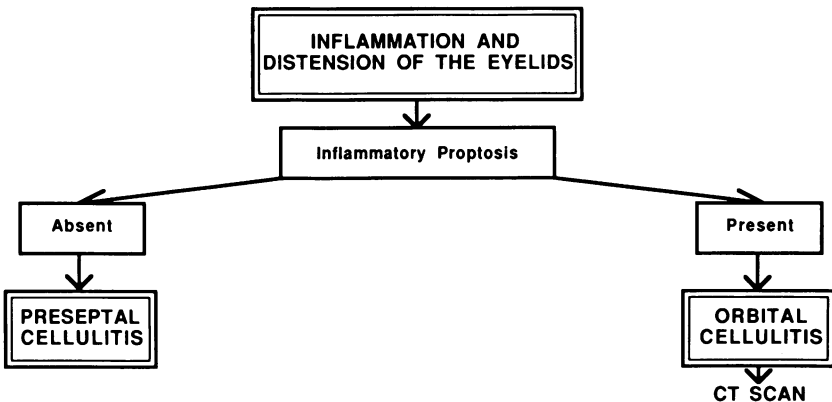 INFLAMMATION AND
DISTENSION OF THE EYELIDS
Inflammatory Proptosis
Absent
Present
PRESEPTAL
CELLULITIS
ORBITAL
CELLULITIS
CT SCAN